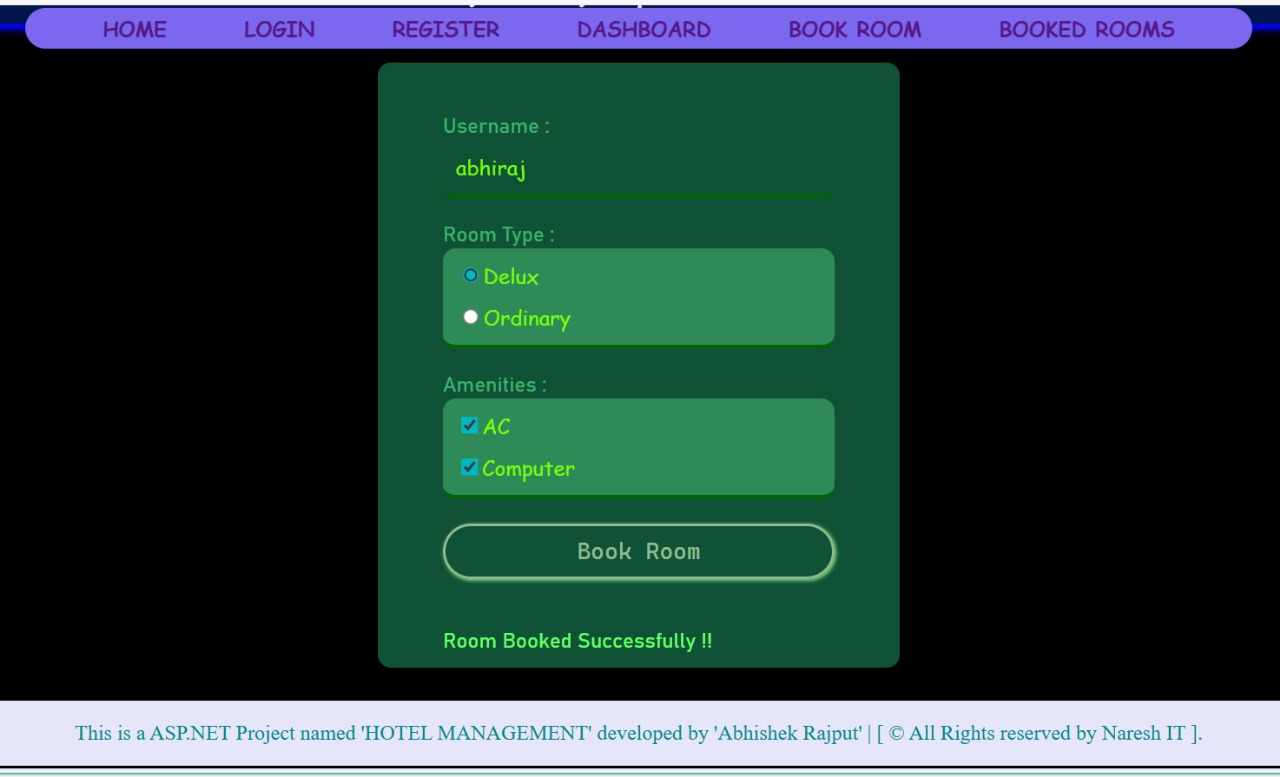 HOME LOGIN REGISTER DASHBOARD BOOK ROOM BOOKED ROOMS
Username :
abhiraj
Room Type :
Delux
Ordinary
Amenities :
AC
Computer
Book Room
Room Booked Successfully !!
This is a ASP.NET Project named 'HOTEL MANAGEMENT' developed by 'Abhishek Rajput' | [ © All Rights reserved by Naresh IT ].